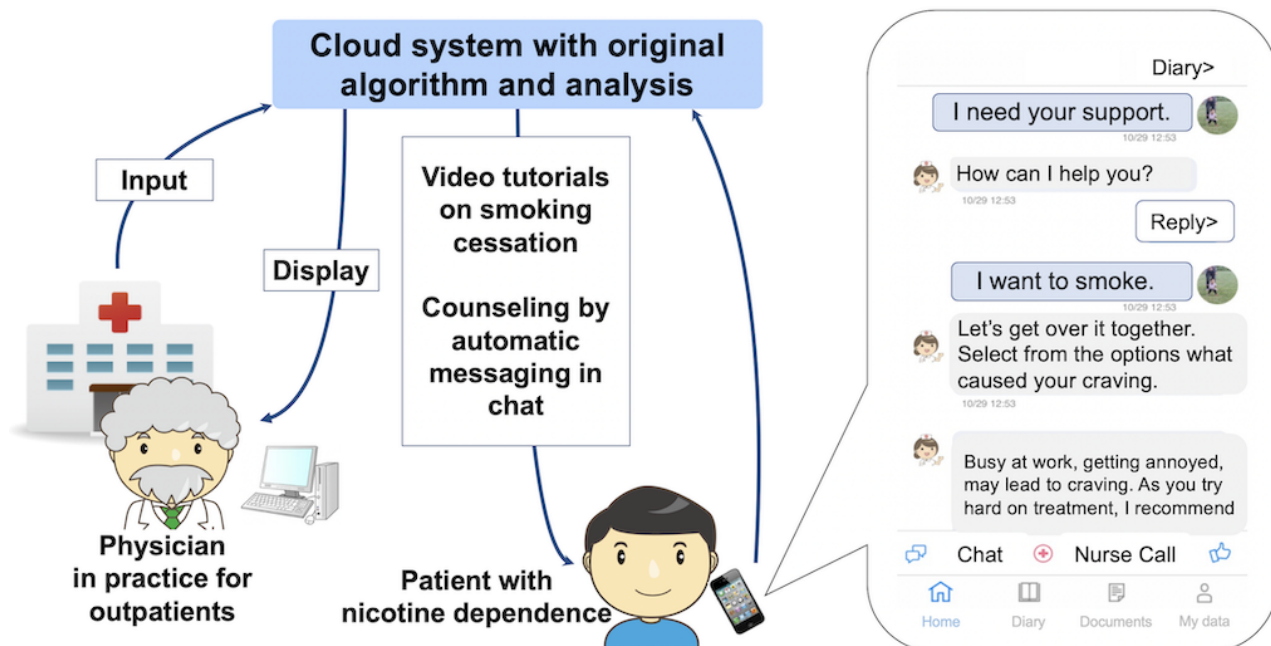 Cloud system with original
algorithm and analysis
Input
Display
Video tutorials
on smoking
cessation
Counseling by
automatic
messaging in
chat
Physician
in practice for
outpatients
Patient with
nicotine dependence
Diary>
I need your support.
10/29 12:53
How can I help you?
10/29 12:53
Reply>
I want to smoke.
10/29 12:53
Let's get over it together.
Select from the options what
caused your craving.
10/29 12:53
Busy at work, getting annoyed,
may lead to craving. As you try
hard on treatment, I recommend
Chat Nurse Call
Home Diary Documents My data